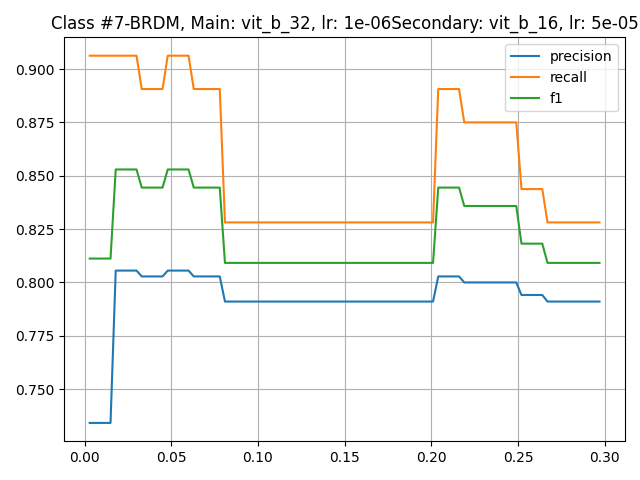 Class #7-BRDM, Main: vit_b_32, lr: 1e-06Secondary: vit_b_16, lr: 5e-05
precision
recall
f1
0.900
0.875
0.850
0.825
0.800
0.775
0.750
0.00 0.05 0.10 0.15 0.20 0.25 0.30